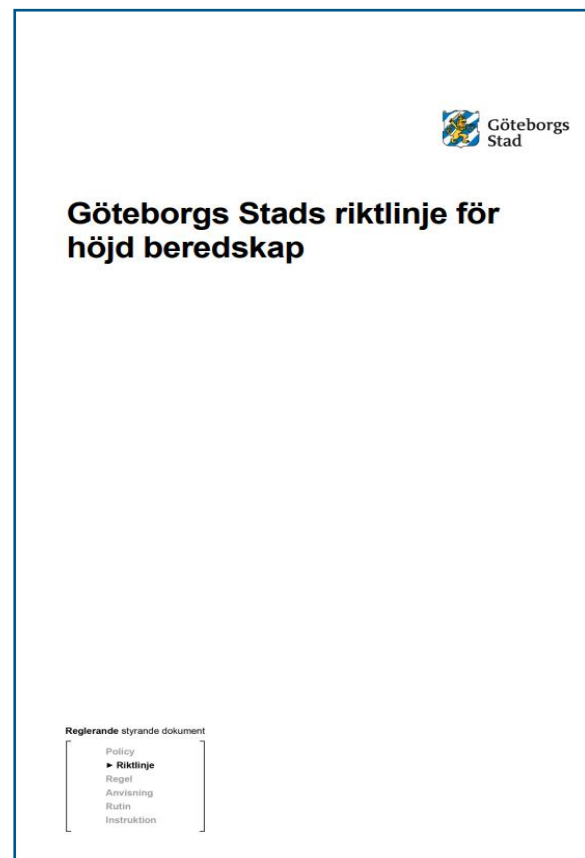 Göteborgs
Stad
Göteborgs Stads riktlinje för
höjd beredskap
Reglerande styrande dokument
Policy
► Riktlinje
Regel
Anvisning
Rutin
Instruktion